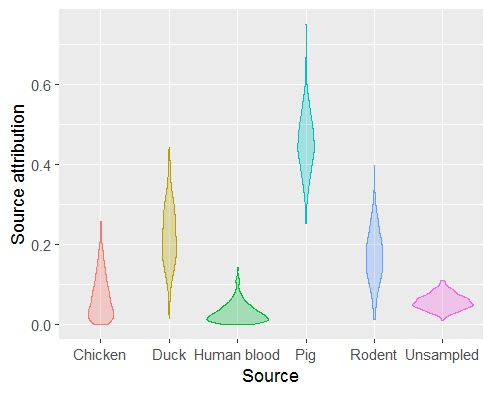 Source attribution
0.6
0.4
0.2
0.0
Chicken Duck Human blood Pig Rodent Unsampled
Source